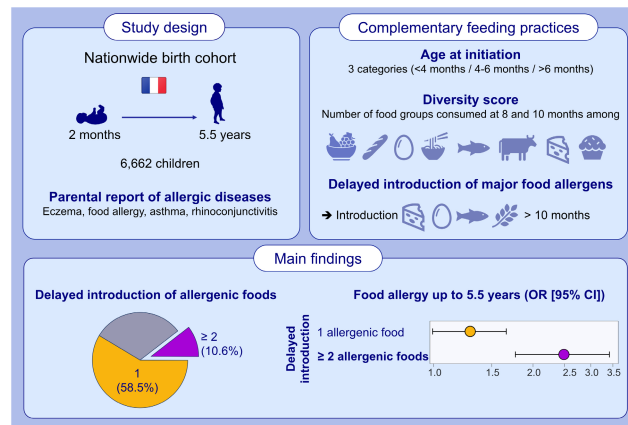 Study design
Nationwide birth cohort
2 months
5.5 years
6,662 children
Parental report of allergic diseases
Eczema, food allergy, asthma, rhinoconjunctivitis
Complementary feeding practices
Age at initiation
3 categories (<4 months / 4-6 months / >6 months)
Diversity score
Number of food groups consumed at 8 and 10 months among
Delayed introduction of major food allergens
➔ Introduction > 10 months
Main findings
Delayed introduction of allergenic foods
≥ 2
(10.6%)
1
(58.5%)
Food allergy up to 5.5 years (OR [95% CI])
Delayed
introduction
1 allergenic food
≥ 2 allergenic foods
1.0 1.5 2.0 2.5 3.0 3.5